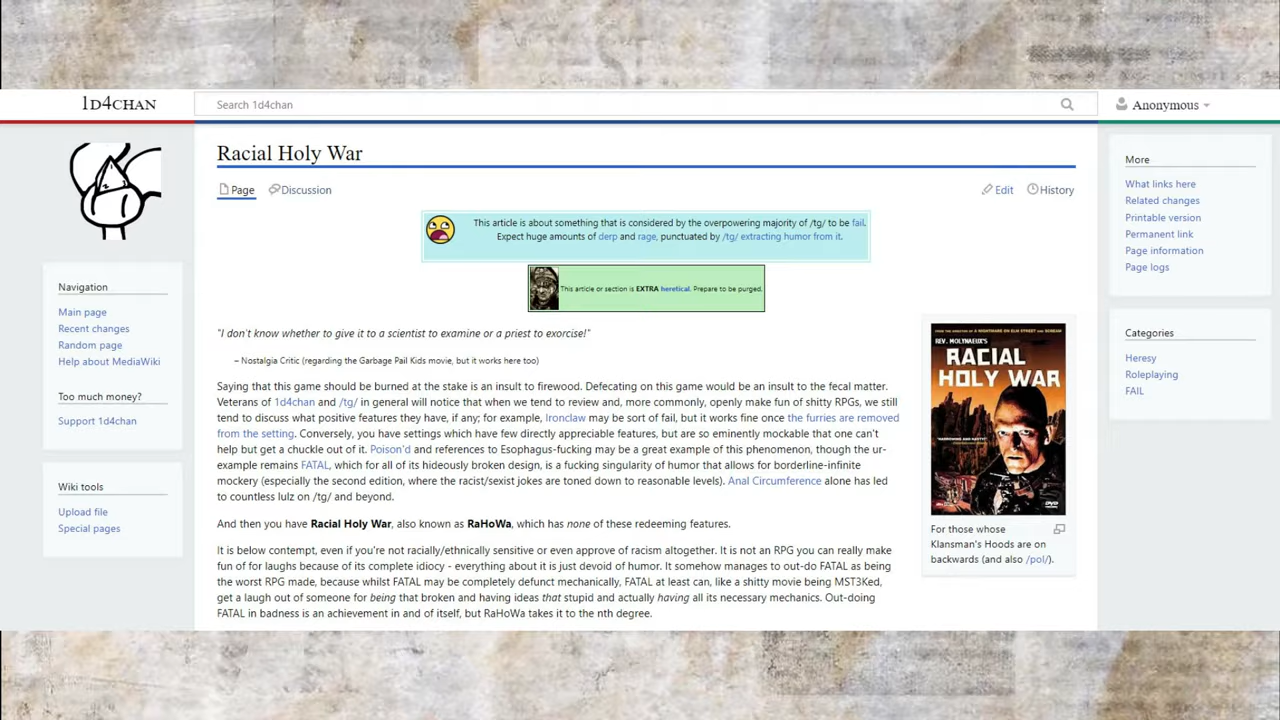 1D4CHAN
Search 1d4chan
Anonymous
Racial Holy War
Page
Discussion
Edit
History
This article is about something that is considered by the overpowering majority of /tg/ to be fail.
Expect huge amounts of derp and rage, punctuated by /tg/ extracting humor from it.
This article or section is EXTRA heretical. Prepare to be purged.
"I don't know whether to give it to a scientist to examine or a priest to exorcise!"
– Nostalgia Critic (regarding the Garbage Pail Kids movie, but it works here too)
Saying that this game should be burned at the stake is an insult to firewood. Defecating on this game would be an insult to the fecal matter.
Veterans of 1d4chan and /tg/ in general will notice that when we tend to review and, more commonly, openly make fun of shitty RPGs, we still
tend to discuss what positive features they have, if any; for example, Ironclaw may be sort of fail, but it works fine once the furries are removed
from the setting. Conversely, you have settings which have few directly appreciable features, but are so eminently mockable that one can't
help but get a chuckle out of it. Poison'd and references to Esophagus-fucking may be a great example of this phenomenon, though the ur-
example remains FATAL, which for all of its hideously broken design, is a fucking singularity of humor that allows for borderline-infinite
mockery (especially the second edition, where the racist/sexist jokes are toned down to reasonable levels). Anal Circumference alone has led
to countless lulz on /tg/ and beyond.
And then you have Racial Holy War, also known as RaHoWa, which has none of these redeeming features.
It is below contempt, even if you're not racially/ethnically sensitive or even approve of racism altogether. It is not an RPG you can really make
fun of for laughs because of its complete idiocy - everything about it is just devoid of humor. It somehow manages to out-do FATAL as being
the worst RPG made, because whilst FATAL may be completely defunct mechanically, FATAL at least can, like a shitty movie being MST3Ked,
get a laugh out of someone for being that broken and having ideas that stupid and actually having all its necessary mechanics. Out-doing
FATAL in badness is an achievement in and of itself, but RaHoWa takes it to the nth degree.
FROM THE DIRECTOR OF A NIGHTMARE ON ELM STREET AND SCREAM
REV. MOLYNAEUX'S
RACIAL
HOLY WAR
DVD
For those whose
Klansman's Hoods are on
backwards (and also /pol/).
Navigation
Main page
Recent changes
Random page
Help about MediaWiki
Too much money?
Support 1d4chan
Wiki tools
Upload file
Special pages
More
What links here
Related changes
Printable version
Permanent link
Page information
Page logs
Categories
Heresy
Roleplaying
FAIL